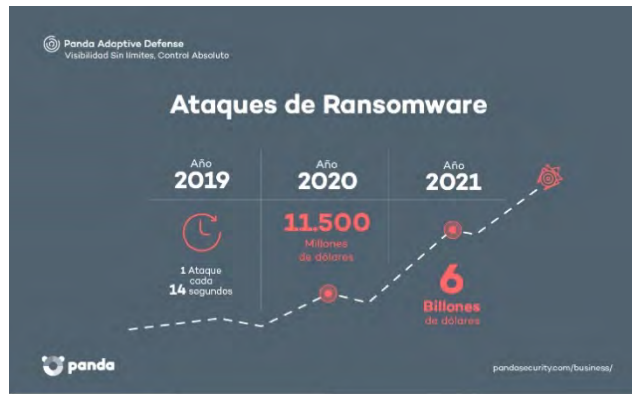 Panda Adaptive Defense
Visibilidad Sin límites, Control Absoluto
Ataques de Ransomware
Año
2019
Año
2020
Año
2021
1 Ataque
cada
14 segundos
11.500
Millones
de dólares
6
Billones
de dólares
panda
pandasecurity.com/business/